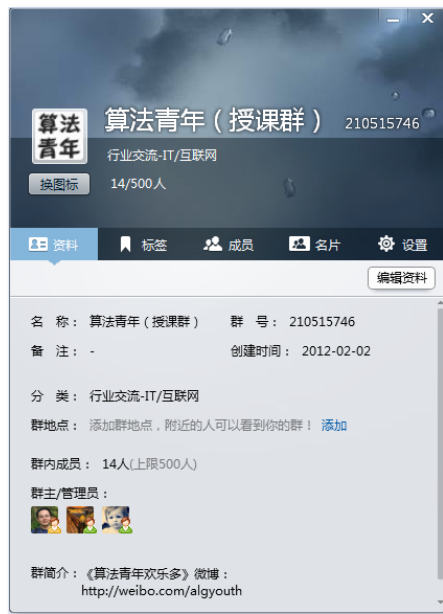 算法
青年
算法青年（授课群） 210515746
行业交流-IT/互联网
换图标 14/500人
资料 标签 成员 名片 设置
编辑资料
名 称： 算法青年（授课群） 群 号： 210515746
备 注： - 创建时间： 2012-02-02
分 类： 行业交流-IT/互联网
群地点： 添加群地点，附近的人可以看到你的群！ 添加
群内成员： 14人(上限500人)
群主/管理员：
群简介： 《算法青年欢乐多》微博：
http://weibo.com/algyouth